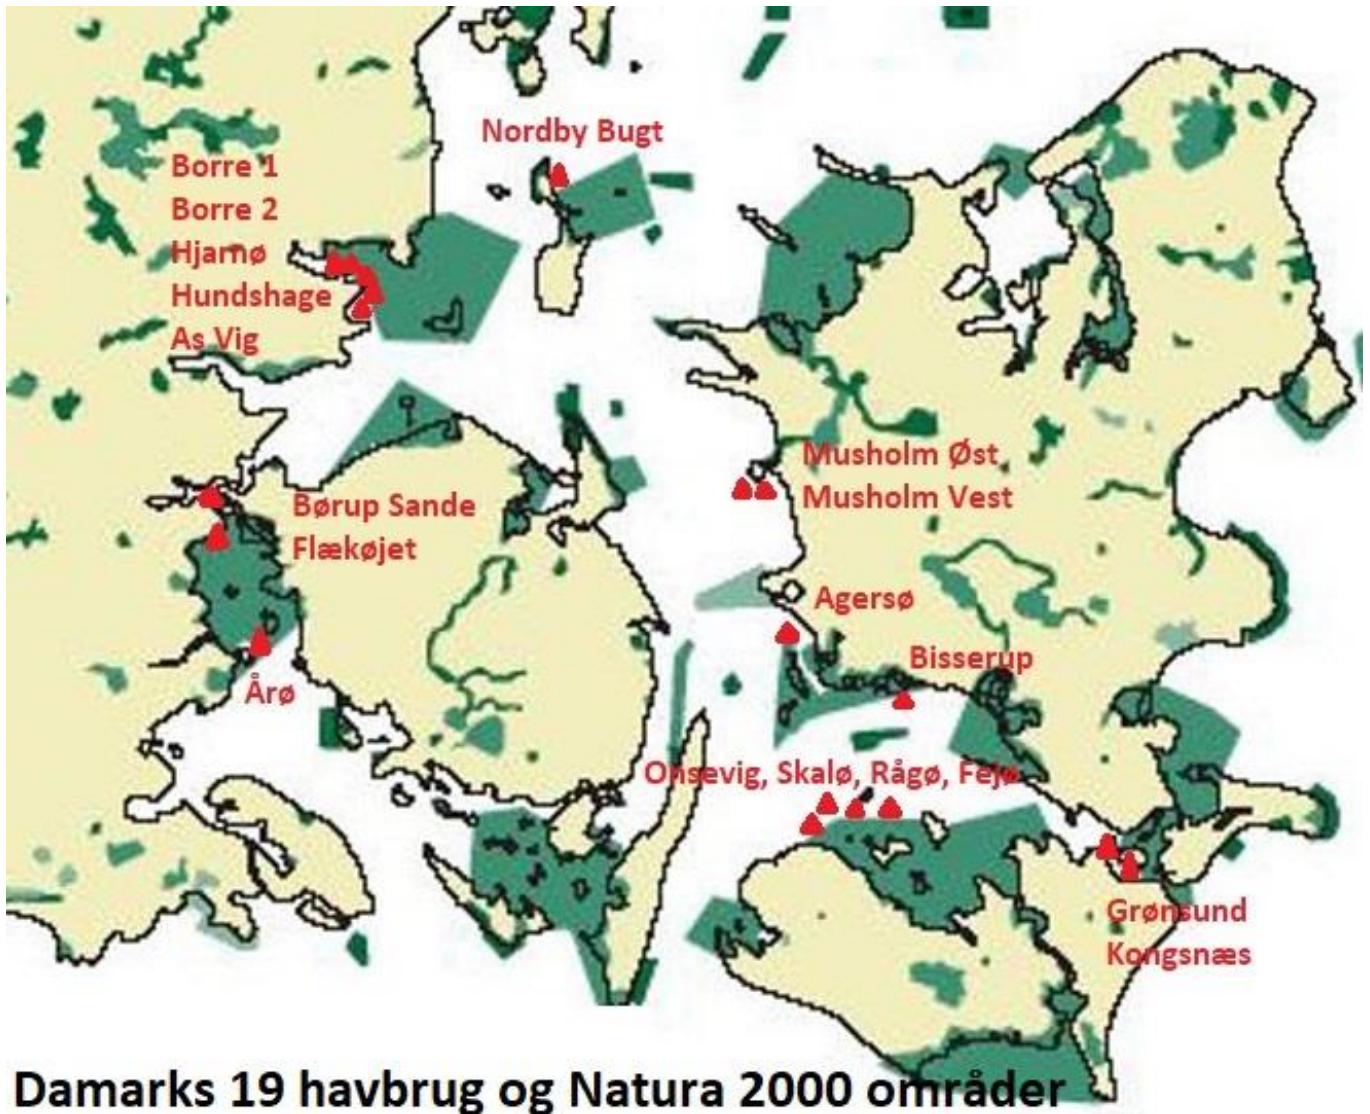 Nordby Bugt
Borre 1
Borre 2
Hjarnø
Hundshage
As Vig
Musholm Øst
Musholm Vest
Børup Sande
Flækøjet
Agersø
Bisserup
Årø
Onsevig, Skalø, Rågø, Fejø
Grønsund
Kongsnæs
Damarks 19 havbrug og Natura 2000 områder